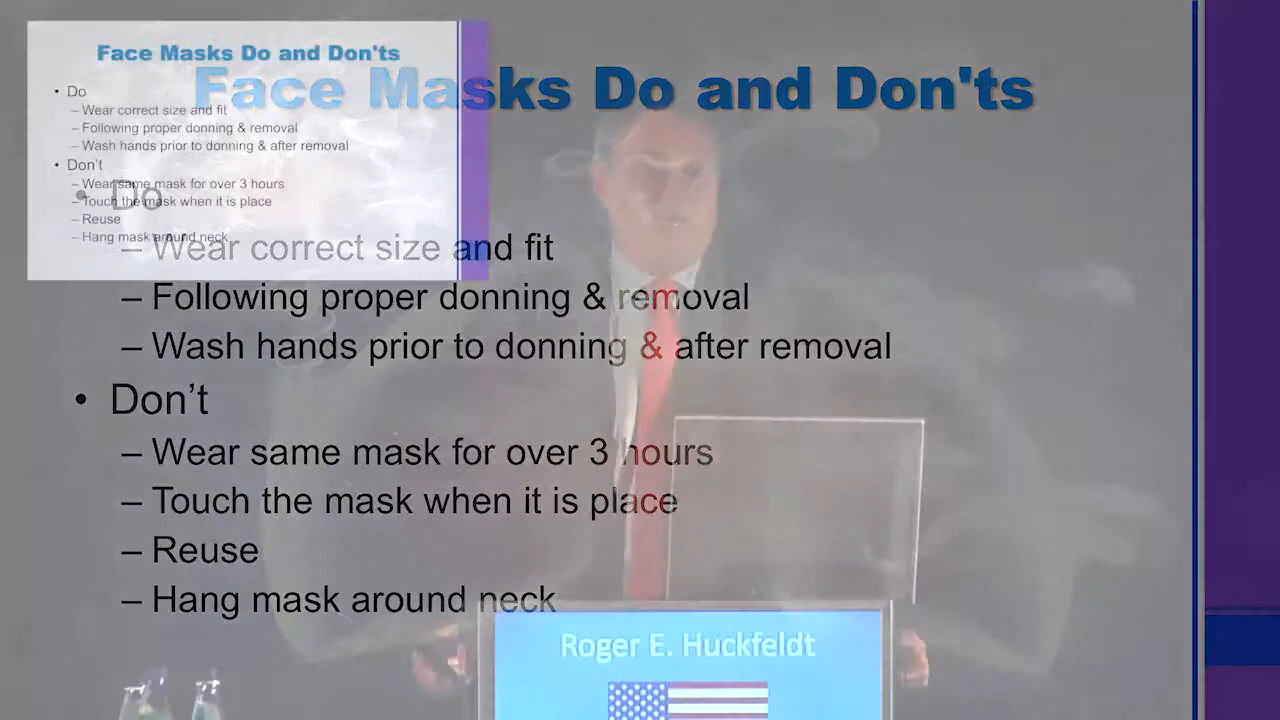 Face Masks Do and Don'ts
• Do
– Wear correct size and fit
– Following proper donning & removal
– Wash hands prior to donning & after removal
• Don't
– Wear same mask for over 3 hours
– Touch the mask when it is place
– Reuse
– Hang mask around neck
Face Masks Do and Don'ts
• Do
– Wear correct size and fit
– Following proper donning & removal
– Wash hands prior to donning & after removal
• Don’t
– Wear same mask for over 3 hours
– Touch the mask when it is place
– Reuse
– Hang mask around neck
Roger E. Huckfeldt